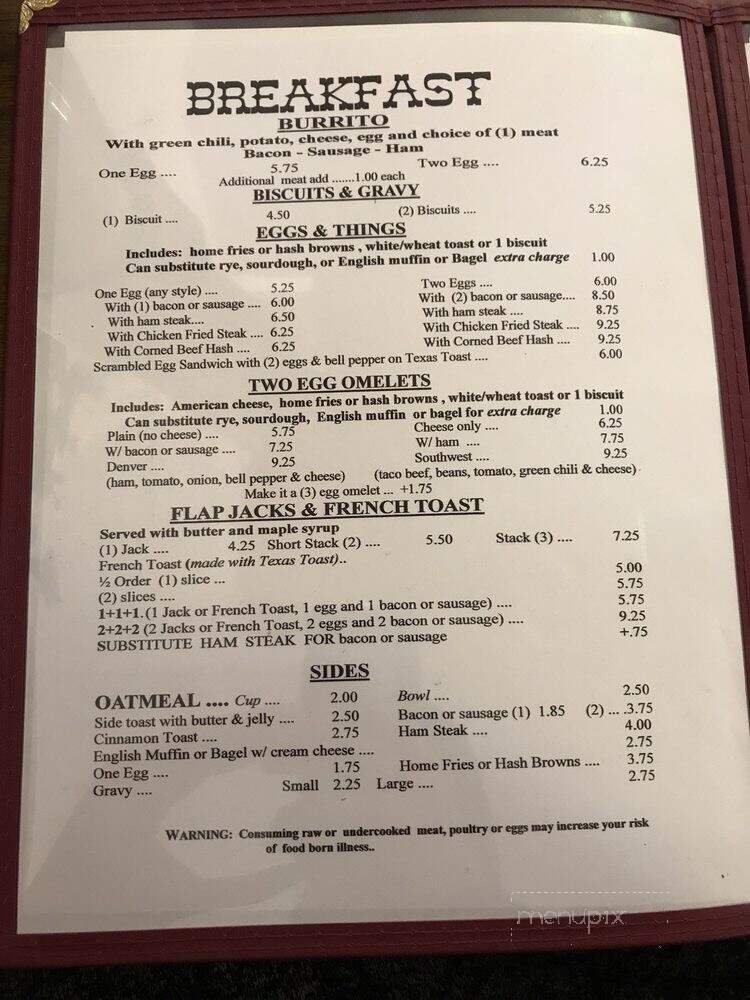 BREAKFAST
BURRITO
With green chili, potato, cheese, egg and choice of (1) meat
Bacon - Sausage - Ham
One Egg .... 5.75 Two Egg .... 6.25
Additional meat add .......1.00 each
BISCUITS & GRAVY
(1) Biscuit .... 4.50 (2) Biscuits .... 5.25
EGGS & THINGS
Includes: home fries or hash browns , white/wheat toast or 1 biscuit
Can substitute rye, sourdough, or English muffin or Bagel extra charge 1.00
One Egg (any style) .... 5.25 Two Eggs .... 6.00
With (1) bacon or sausage .... 6.00 With (2) bacon or sausage.... 8.50
With ham steak.... 6.50 With ham steak .... 8.75
With Chicken Fried Steak .... 6.25 With Chicken Fried Steak .... 9.25
With Corned Beef Hash .... 6.25 With Corned Beef Hash .... 9.25
Scrambled Egg Sandwich with (2) eggs & bell pepper on Texas Toast .... 6.00
TWO EGG OMELETS
Includes: American cheese, home fries or hash browns , white/wheat toast or 1 biscuit
Can substitute rye, sourdough, English muffin or bagel for extra charge 1.00
Plain (no cheese) .... 5.75 Cheese only .... 6.25
W/ bacon or sausage .... 7.25 W/ ham .... 7.75
Denver .... 9.25 Southwest .... 9.25
(ham, tomato, onion, bell pepper & cheese) (taco beef, beans, tomato, green chili & cheese)
Make it a (3) egg omelet ... +1.75
FLAP JACKS & FRENCH TOAST
Served with butter and maple syrup
(1) Jack .... 4.25 Short Stack (2) .... 5.50 Stack (3) .... 7.25
French Toast (made with Texas Toast)..
½ Order (1) slice ... 5.00
(2) slices .... 5.75
1+1+1. (1 Jack or French Toast, 1 egg and 1 bacon or sausage) .... 5.75
2+2+2 (2 Jacks or French Toast, 2 eggs and 2 bacon or sausage) .... 9.25
SUBSTITUTE HAM STEAK FOR bacon or sausage +.75
SIDES
OATMEAL .... Cup .... 2.00 Bowl .... 2.50
Side toast with butter & jelly .... 2.50 Bacon or sausage (1) 1.85 (2) ... .3.75
Cinnamon Toast .... 2.75 Ham Steak .... 4.00
English Muffin or Bagel w/ cream cheese .... 2.75
One Egg .... 1.75 Home Fries or Hash Browns .... 3.75
Gravy .... Small 2.25 Large .... 2.75
WARNING: Consuming raw or undercooked meat, poultry or eggs may increase your risk
of food born illness..
menupix